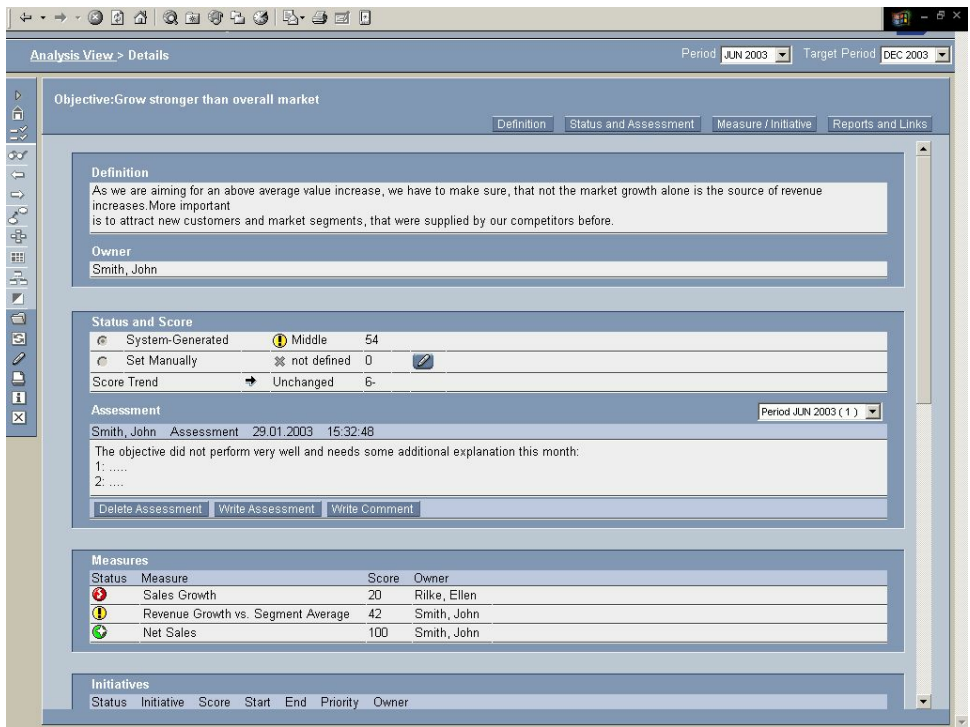 Analysis View > Details
Period JUN 2003 Target Period DEC 2003
Objective:Grow stronger than overall market
Definition Status and Assessment Measure / Initiative Reports and Links
Definition
As we are aiming for an above average value increase, we have to make sure, that not the market growth alone is the source of revenue
increases.More important
is to attract new customers and market segments, that were supplied by our competitors before.
Owner
Smith, John
Status and Score
System-Generated Middle 54
Set Manually not defined 0
Score Trend Unchanged 6-
Assessment
Period JUN 2003 ( 1 )
Smith, John Assessment 29.01.2003 15:32:48
The objective did not perform very well and needs some additional explanation this month:
1: .....
2: ....
Delete Assessment Write Assessment Write Comment
Measures
Status Measure Score Owner
Sales Growth 20 Rilke, Ellen
Revenue Growth vs. Segment Average 42 Smith, John
Net Sales 100 Smith, John
Initiatives
Status Initiative Score Start End Priority Owner